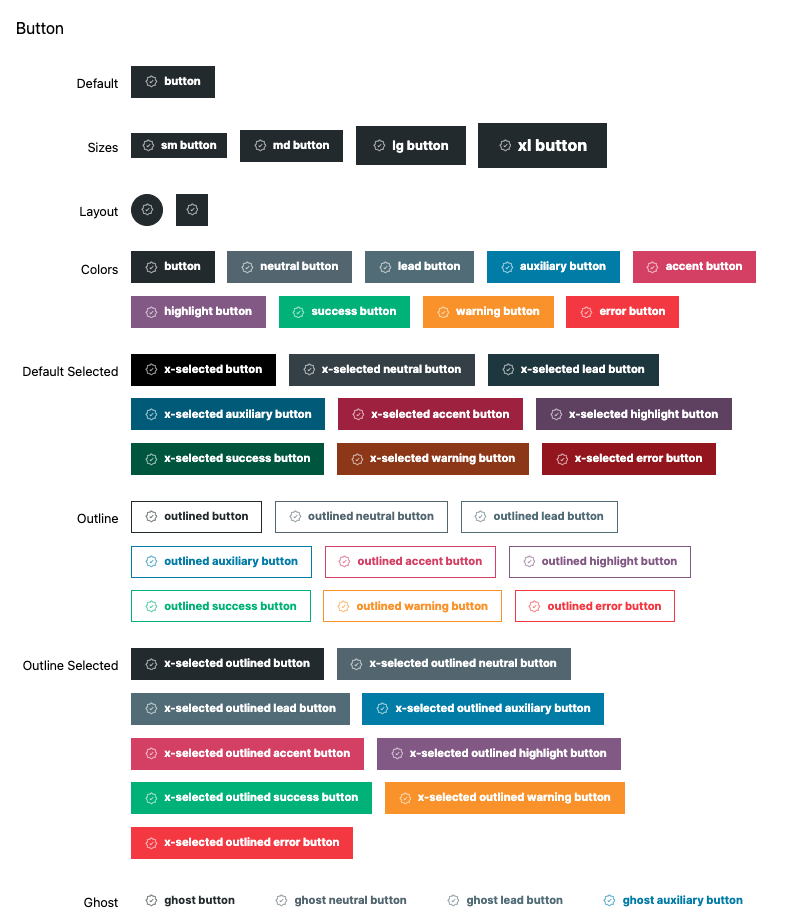 Button
Default button
Sizes sm button md button lg button xl button
Layout
Colors button neutral button lead button auxiliary button accent button
highlight button success button warning button error button
Default Selected x-selected button x-selected neutral button x-selected lead button
x-selected auxiliary button x-selected accent button x-selected highlight button
x-selected success button x-selected warning button x-selected error button
Outline outlined button outlined neutral button outlined lead button
outlined auxiliary button outlined accent button outlined highlight button
outlined success button outlined warning button outlined error button
Outline Selected x-selected outlined button x-selected outlined neutral button
x-selected outlined lead button x-selected outlined auxiliary button
x-selected outlined accent button x-selected outlined highlight button
x-selected outlined success button x-selected outlined warning button
x-selected outlined error button
Ghost ghost button ghost neutral button ghost lead button ghost auxiliary button